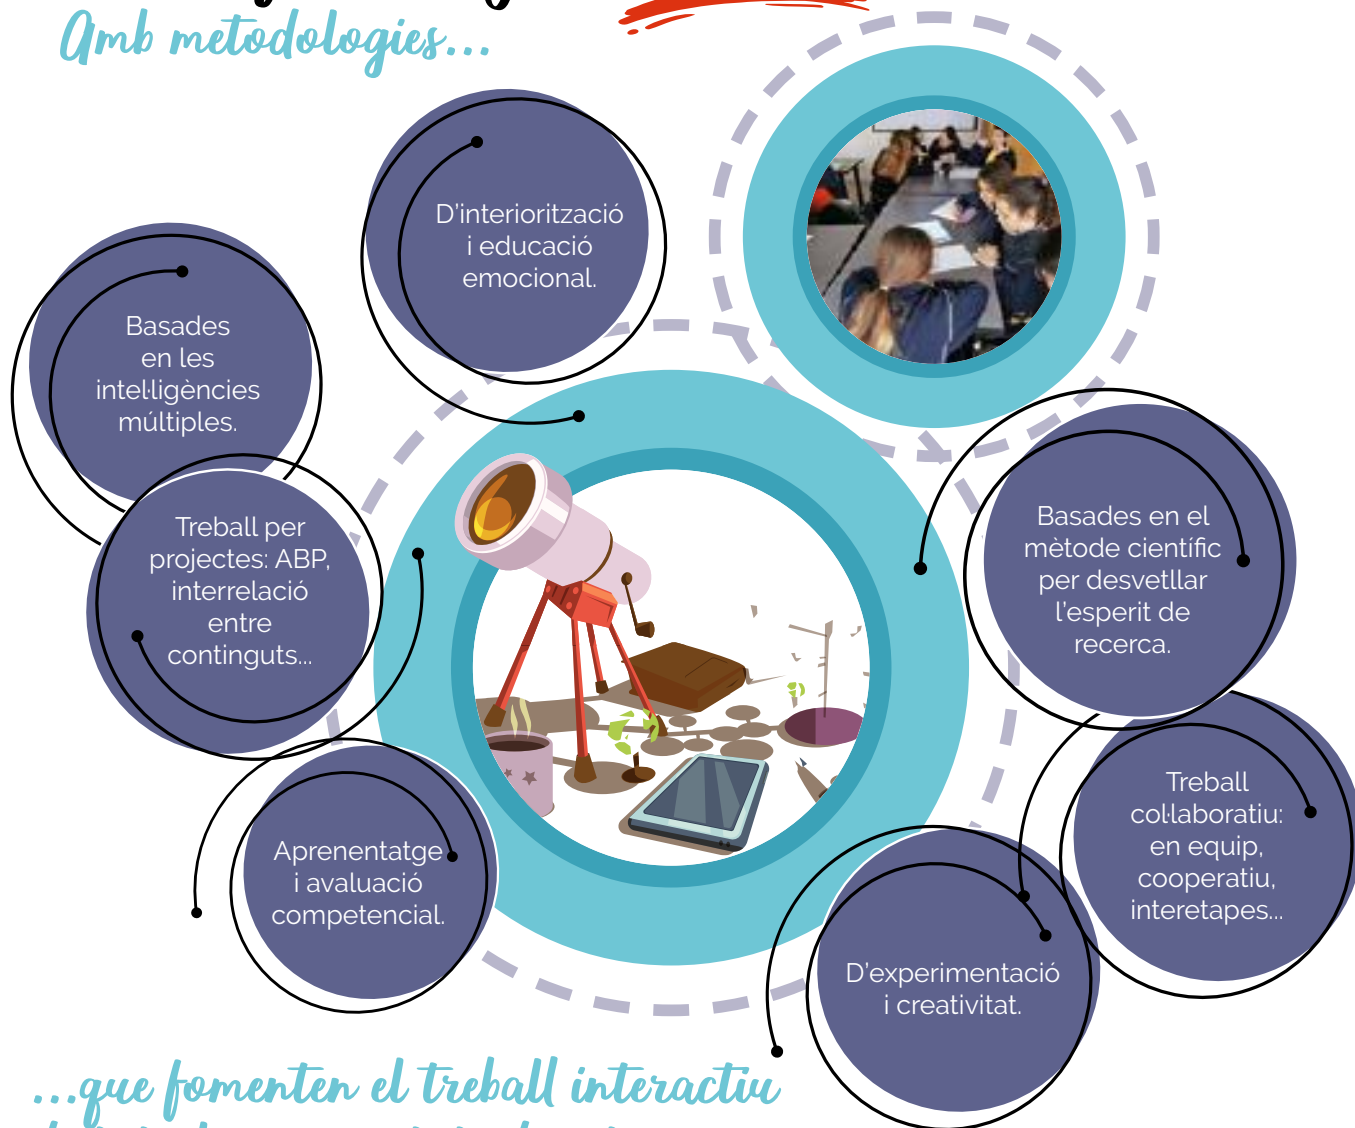 Amb metodologies...
D'interiorització
i educació
emocional.
Basades
en les
intel·ligències
múltiples.
Treball per
projectes: ABP,
interrelació
entre
continguts...
Aprenentatge
i avaluació
competencial.
Basades en el
mètode científic
per desvetllar
l'esperit de
recerca.
Treball
col·laboratiu:
en equip,
cooperatiu,
interetapes...
D'experimentació
i creativitat.
...que fomenten el treball interactiu